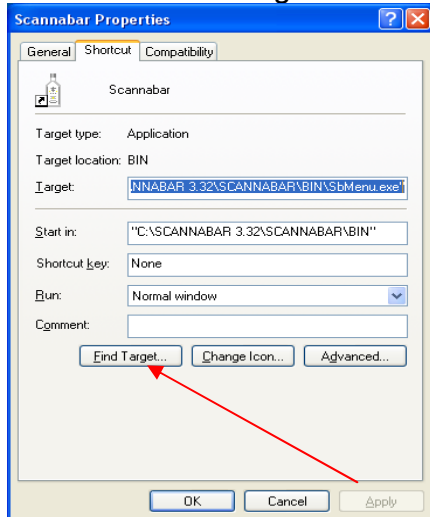 Scannabar Properties
General Shortcut Compatibility
Scannabar
Target type: Application
Target location: BIN
Target: NNABAR 3.32\SCANNABAR\BIN\SbMenu.exe"
Start in: "C:\SCANNABAR 3.32\SCANNABAR\BIN"
Shortcut key: None
Run: Normal window
Comment:
Find Target... Change Icon... Advanced...
OK Cancel Apply